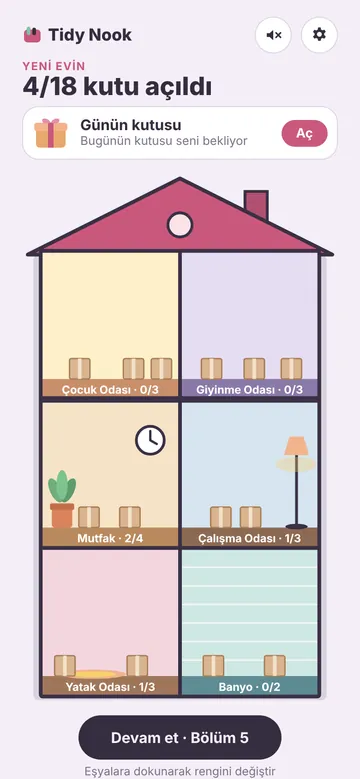 Tidy Nook
YENİ EVİN
4/18 kutu açıldı
Günün kutusu
Bugünün kutusu seni bekliyor
Aç
Çocuk Odası · 0/3
Giyinme Odası · 0/3
Mutfak · 2/4
Çalışma Odası · 1/3
Yatak Odası · 1/3
Banyo · 0/2
Devam et · Bölüm 5
Eşyalara dokunarak rengini değiştir